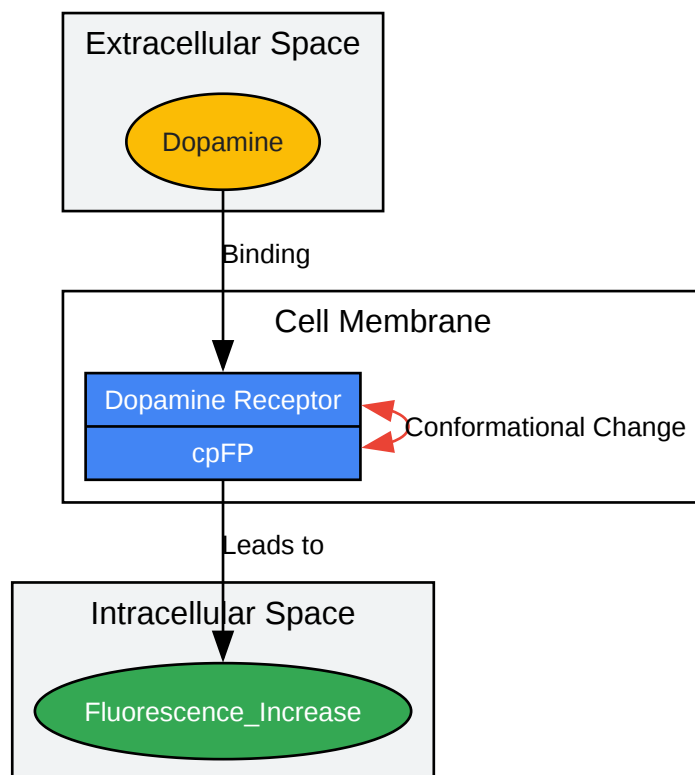 Extracellular Space
Dopamine
Binding
Cell Membrane
Dopamine Receptor
cpFP
Conformational Change
Leads to
Intracellular Space
Fluorescence_Increase